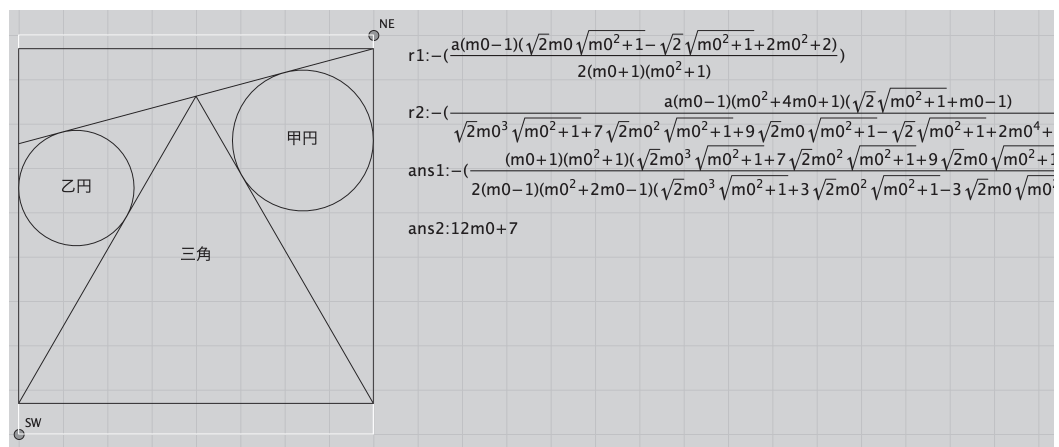 NE
r1:−(a(m0−1)(√2m0√m0²+1−√2√m0²+1+2m0²+2)/2(m0+1)(m0²+1))
甲円
r2:−(a(m0−1)(m0²+4m0+1)(√2√m0²+1+m0−1)/√2m0³√m0²+1+7√2m0²√m0²+1+9√2m0√m0²+1−√2√m0²+1+2m0⁴+
乙円
ans1:−((m0+1)(m0²+1)(√2m0³√m0²+1+7√2m0²√m0²+1+9√2m0√m0²+1/2(m0−1)(m0²+2m0−1)(√2m0³√m0²+1+3√2m0²√m0²+1−3√2m0√m0²
三角
ans2:12m0+7
SW